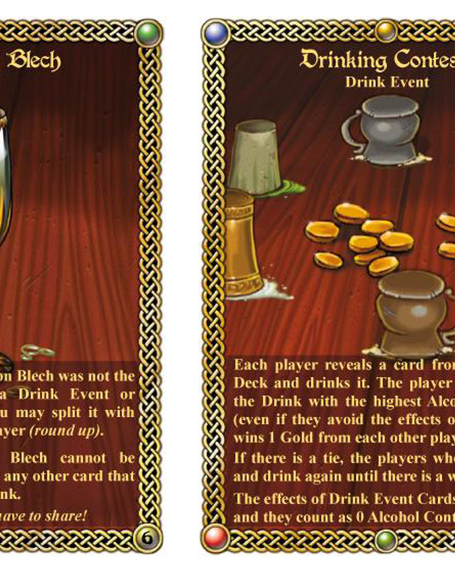 Blech
on Blech was not the
a Drink Event or
u may split it with
ayer (round up).
Blech cannot be
any other card that
nk.
have to share!
6
Drinking Contes
Drink Event
Each player reveals a card from
Deck and drinks it. The player
the Drink with the highest Alco
(even if they avoid the effects o
wins 1 Gold from each other play
If there is a tie, the players who
and drink again until there is a w
The effects of Drink Event Cards
and they count as 0 Alcohol Cont